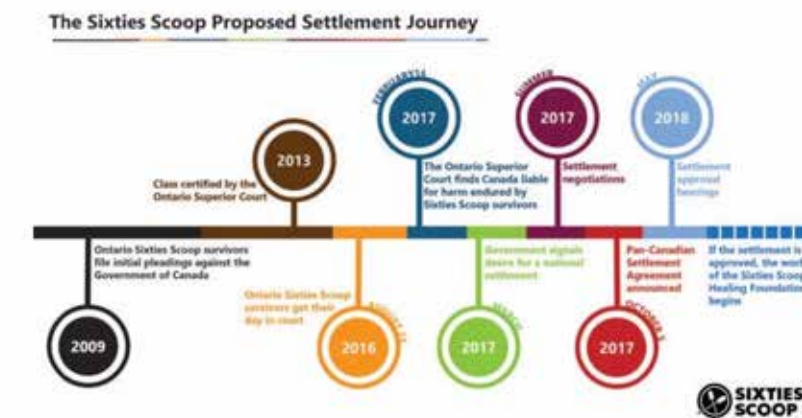 The Sixties Scoop Proposed Settlement Journey
2009
Ontario Sixties Scoop survivors
file initial pleadings against the
Government of Canada
2013
Class certified by the
Ontario Superior Court
2016
Ontario Sixties Scoop
survivors get their
day in court
FEBRUARY 14
2017
The Ontario Superior
Court finds Canada liable
for harm endured by
Sixties Scoop survivors
MARCH
2017
Government signals
desire for a national
settlement
SUMMER
2017
Settlement
negotiations
OCTOBER
2017
Pan-Canadian
Settlement
Agreement
announced
MAY
2018
Settlement
approval
hearings
If the settlement is
approved, the work
of the Sixties Scoop
Healing Foundation
begins
SIXTIES
SCOOP